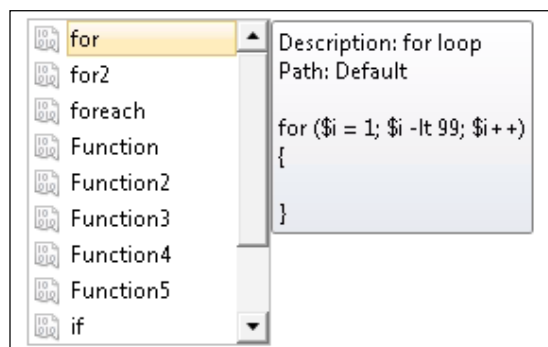 for
for2
foreach
Function
Function2
Function3
Function4
Function5
if
Description: for loop
Path: Default
for ($i = 1; $i -lt 99; $i++)
{
}